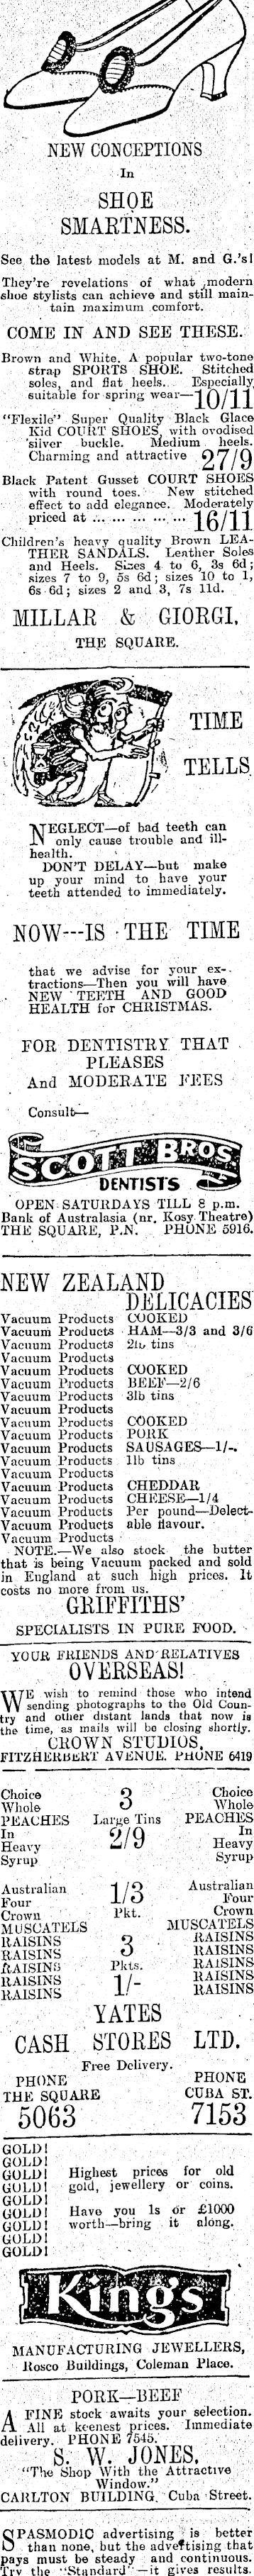 NEW CONCEPTIONS
In
SHOE
SMARTNESS.
See the latest models at M. and G.'s!
They're revelations of what modern
shoe stylists can achieve and still main-
tain maximum comfort.
COME IN AND SEE THESE.
Brown and White. A popular two-tone
strap SPORTS SHOE. Stitched
soles, and flat heels. Especially
suitable for spring wear—10/11
"Flexile" Super Quality Black Glace
Kid COURT SHOES with ovodised
silver buckle. Medium heels.
Charming and attractive 27/9
Black Patent Gusset COURT SHOES
with round toes. New stitched
effect to add elegance. Moderately
priced at ... ... ... ... ... 16/11
Children's heavy quality Brown LEA-
THER SANDALS. Leather Soles
and Heels. Sizes 4 to 6, 3s 6d;
sizes 7 to 9, 5s 6d; sizes 10 to 1,
6s 6d; sizes 2 and 3, 7s 11d.
MILLAR & GIORGI,
THE SQUARE.
TIME
TELLS
NEGLECT—of bad teeth can
only cause trouble and ill-
health.
DON'T DELAY—but make
up your mind to have your
teeth attended to immediately.
NOW---IS THE TIME
that we advise for your ex-
tractions—Then you will have
NEW TEETH AND GOOD
HEALTH for CHRISTMAS.
FOR DENTISTRY THAT
PLEASES
And MODERATE FEES
Consult—
SCOTT BROS
DENTISTS
OPEN SATURDAYS TILL 8 p.m.
Bank of Australasia (nr. Kosy Theatre)
THE SQUARE, P.N. PHONE 5916.
NEW ZEALAND
DELICACIES
Vacuum Products COOKED
Vacuum Products HAM—3/3 and 3/6
Vacuum Products 2lb tins
Vacuum Products
Vacuum Products COOKED
Vacuum Products BEEF—2/6
Vacuum Products 3lb tins
Vacuum Products
Vacuum Products COOKED
Vacuum Products PORK
Vacuum Products SAUSAGES—1/-.
Vacuum Products 1lb tins
Vacuum Products
Vacuum Products CHEDDAR
Vacuum Products CHEESE—1/4
Vacuum Products Per pound—Delect-
Vacuum Products able flavour.
Vacuum Products
NOTE.—We also stock the butter
that is being Vacuum packed and sold
in England at such high prices. It
costs no more from us.
GRIFFITHS'
SPECIALISTS IN PURE FOOD.
YOUR FRIENDS AND RELATIVES
OVERSEAS!
WE wish to remind those who intend
sending photographs to the Old Coun-
try and other distant lands that now is
the time, as mails will be closing shortly.
CROWN STUDIOS,
FITZHERBERT AVENUE. PHONE 6419
Choice 3 Choice
Whole Whole
PEACHES Large Tins PEACHES
In 2/9 In
Heavy Heavy
Syrup Syrup
Australian 1/3 Australian
Four Four
Crown Pkt. Crown
MUSCATELS MUSCATELS
RAISINS 3 RAISINS
RAISINS RAISINS
RAISINS Pkts. RAISINS
RAISINS 1/- RAISINS
RAISINS RAISINS
YATES
CASH STORES LTD.
Free Delivery.
PHONE PHONE
THE SQUARE CUBA ST.
5063 7153
GOLD!
GOLD!
GOLD! Highest prices for old
GOLD! gold, jewellery or coins.
GOLD!
GOLD! Have you 1s or £1000
GOLD! worth—bring it along.
GOLD!
GOLD!
King's
MANUFACTURING JEWELLERS,
Rosco Buildings, Coleman Place.
PORK—BEEF
A FINE stock awaits your selection.
All at keenest prices. Immediate
delivery. PHONE 7545.
S. W. JONES,
"The Shop With the Attractive
Window."
CARLTON BUILDING, Cuba Street.
SPASMODIC advertising is better
than none, but the advertising that
pays must be steady and continuous.
Try the "Standard"—it gives results.